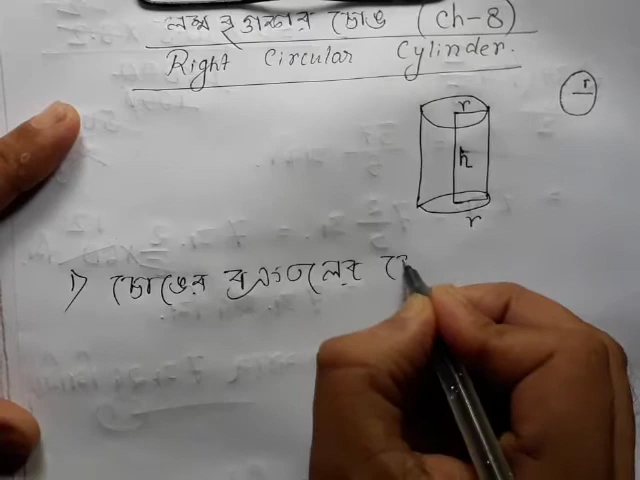 লম্ব বৃত্তাকার চোঙ (Ch-8)
Right Circular Cylinder.
r
r
h
r
1) চোঙের বক্রতলের ক্ষে